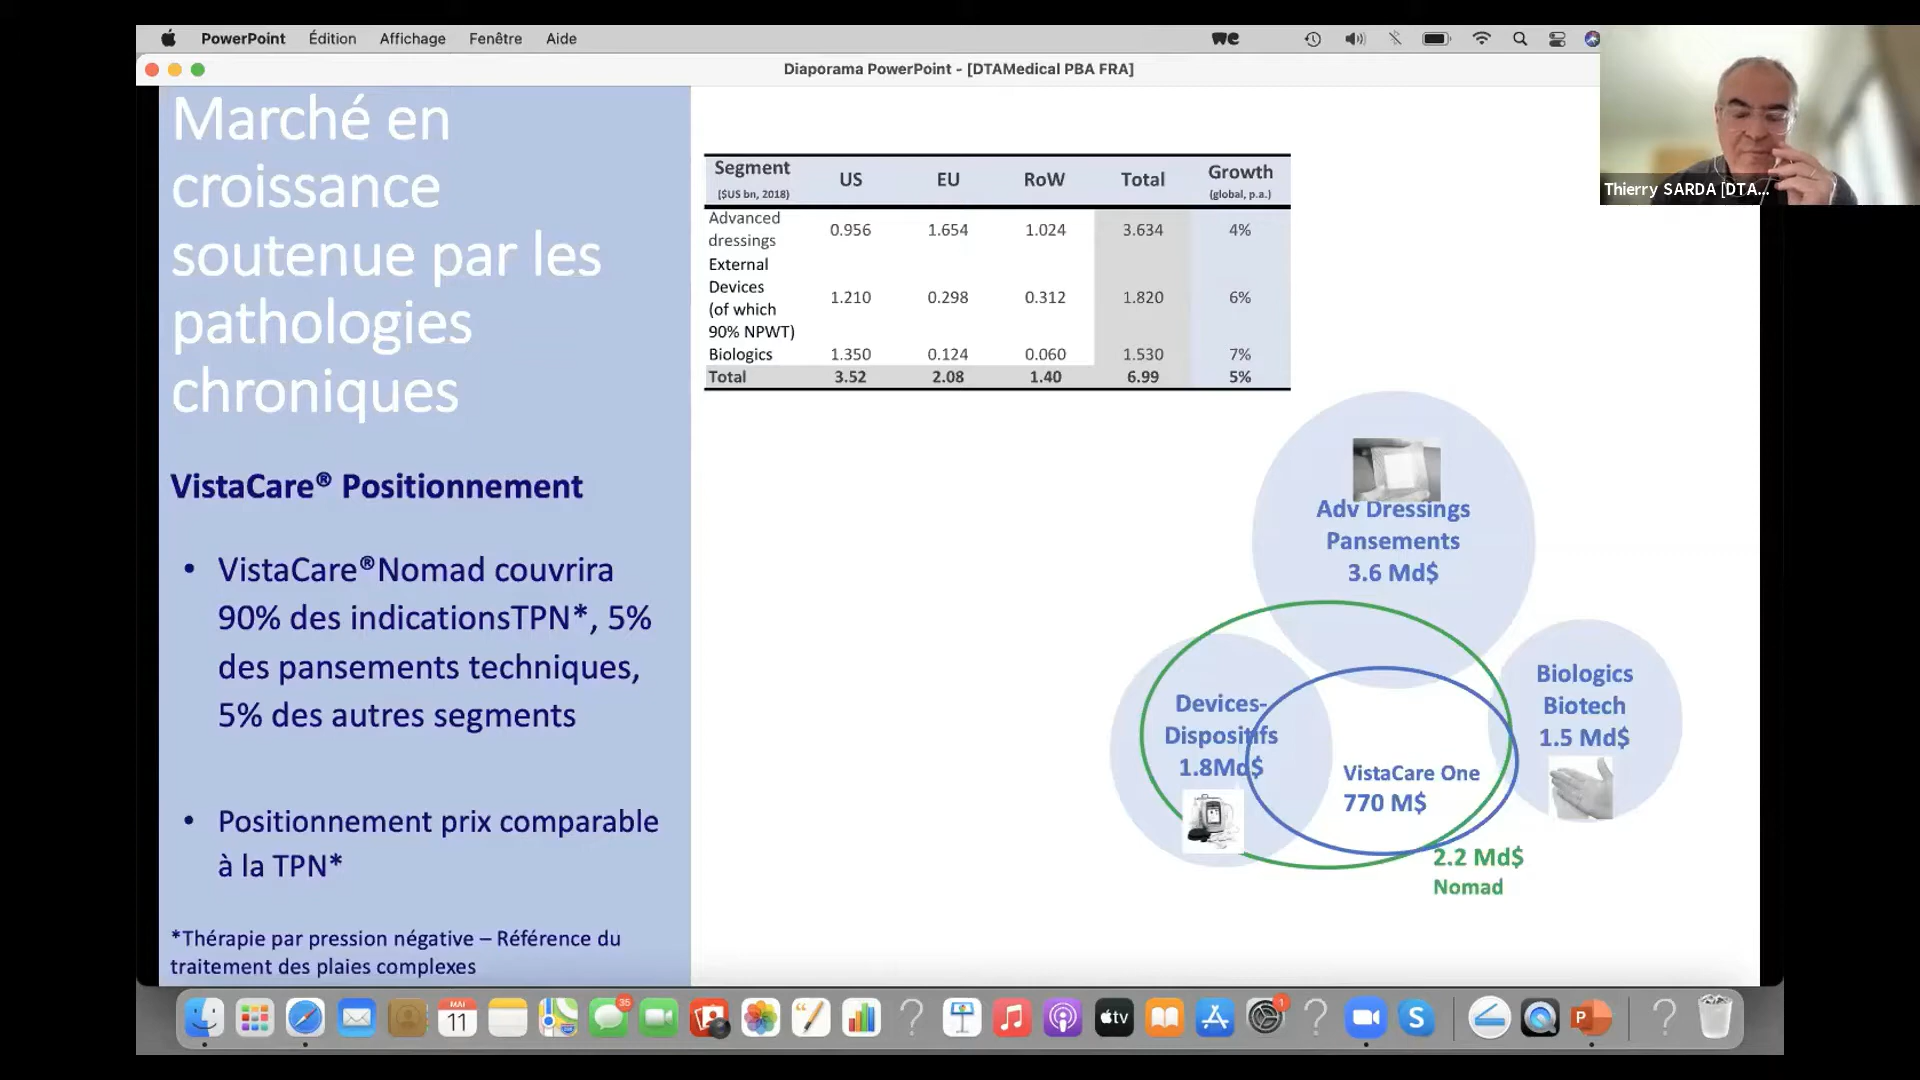 PowerPoint Édition Affichage Fenêtre Aide
Diaporama PowerPoint - [DTAMedical PBA FRA]
Thierry SARDA [DTA...
Marché en
croissance
soutenue par les
pathologies
chroniques
VistaCare® Positionnement
• VistaCare®Nomad couvrira
90% des indicationsTPN*, 5%
des pansements techniques,
5% des autres segments
• Positionnement prix comparable
à la TPN*
*Thérapie par pression négative – Référence du
traitement des plaies complexes
Segment US EU RoW Total Growth
[$US bn, 2018) (global, p.a.)
Advanced
dressings 0.956 1.654 1.024 3.634 4%
External
Devices
(of which 1.210 0.298 0.312 1.820 6%
90% NPWT)
Biologics 1.350 0.124 0.060 1.530 7%
Total 3.52 2.08 1.40 6.99 5%
Adv Dressings
Pansements
3.6 Md$
Devices-
Dispositifs
1.8Md$
Biologics
Biotech
1.5 Md$
VistaCare One
770 M$
2.2 Md$
Nomad
MAI
11
35
tv
1
S
P